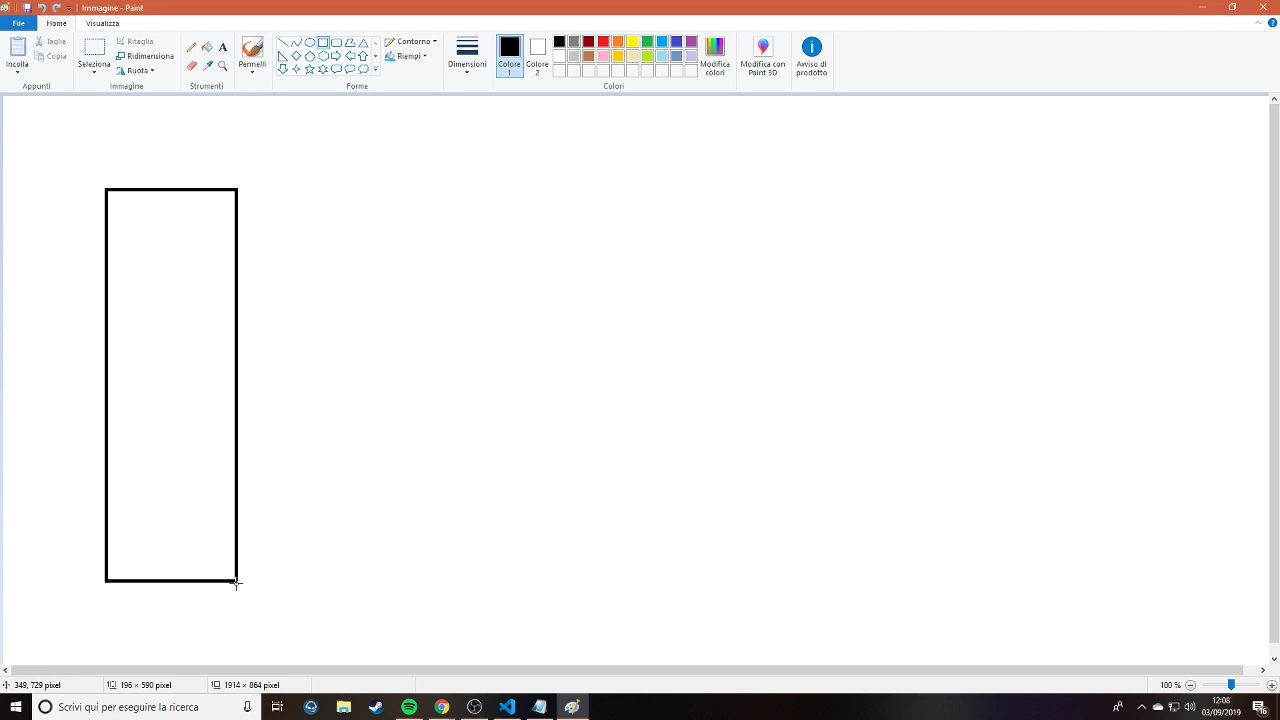 Immagine - Paint
File Home Visualizza
Incolla
Taglia
Copia
Appunti
Seleziona
Ritaglia
Ridimensiona
Ruota
Immagine
A
Strumenti
Pennelli
Contorno
Riempi
Forme
Dimensioni
Colore 1
Colore 2
Modifica colori
Colori
Modifica con Paint 3D
Avviso di prodotto
349, 729 pixel 196 × 590 pixel 1914 × 864 pixel 100 %
Scrivi qui per eseguire la ricerca
12:08
03/09/2019